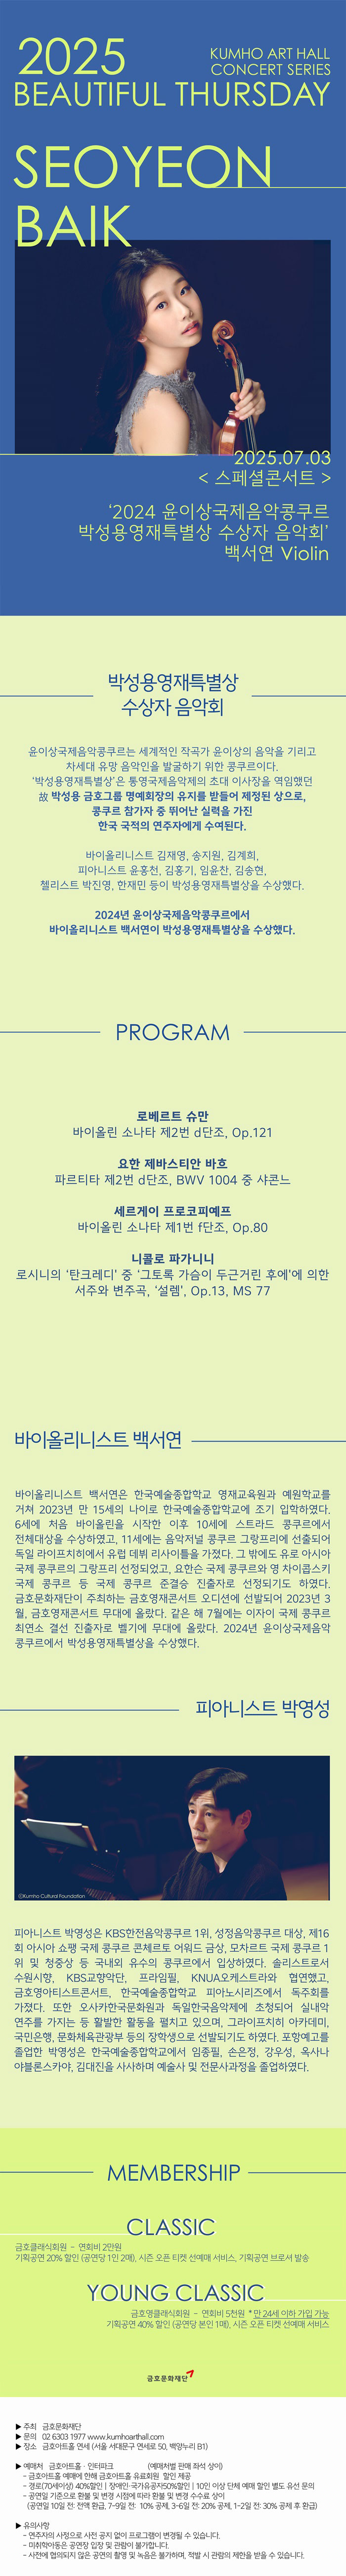 2025
KUMHO ART HALL
CONCERT SERIES
BEAUTIFUL THURSDAY
SEOYEON
BAIK
2025.07.03
< 스페셜콘서트 >
‘2024 윤이상국제음악콩쿠르
박성용영재특별상 수상자 음악회’
백서연 Violin
박성용영재특별상
수상자 음악회
윤이상국제음악콩쿠르는 세계적인 작곡가 윤이상의 음악을 기리고
차세대 유망 음악인을 발굴하기 위한 콩쿠르이다.
‘박성용영재특별상’은 통영국제음악제의 초대 이사장을 역임했던
故 박성용 금호그룹 명예회장의 유지를 받들어 제정된 상으로,
콩쿠르 참가자 중 뛰어난 실력을 가진
한국 국적의 연주자에게 수여된다.
바이올리니스트 김재영, 송지원, 김계희,
피아니스트 윤홍천, 김홍기, 임윤찬, 김송현,
첼리스트 박진영, 한재민 등이 박성용영재특별상을 수상했다.
2024년 윤이상국제음악콩쿠르에서
바이올리니스트 백서연이 박성용영재특별상을 수상했다.
PROGRAM
로베르트 슈만
바이올린 소나타 제2번 d단조, Op.121
요한 제바스티안 바흐
파르티타 제2번 d단조, BWV 1004 중 샤콘느
세르게이 프로코피예프
바이올린 소나타 제1번 f단조, Op.80
니콜로 파가니니
로시니의 ‘탄크레디’ 중 ‘그토록 가슴이 두근거린 후에’에 의한
서주와 변주곡, ‘설렘’, Op.13, MS 77
바이올리니스트 백서연
바이올리니스트 백서연은 한국예술종합학교 영재교육원과 예원학교를
거쳐 2023년 만 15세의 나이로 한국예술종합학교에 조기 입학하였다.
6세에 처음 바이올린을 시작한 이후 10세에 스트라드 콩쿠르에서
전체대상을 수상하였고, 11세에는 음악저널 콩쿠르 그랑프리에 선출되어
독일 라이프치히에서 유럽 데뷔 리사이틀을 가졌다. 그 밖에도 유로 아시아
국제 콩쿠르의 그랑프리 선정되었고, 요한슨 국제 콩쿠르와 영 차이콥스키
국제 콩쿠르 등 국제 콩쿠르 준결승 진출자로 선정되기도 하였다.
금호문화재단이 주최하는 금호영재콘서트 오디션에 선발되어 2023년 3
월, 금호영재콘서트 무대에 올랐다. 같은 해 7월에는 이자이 국제 콩쿠르
최연소 결선 진출자로 벨기에 무대에 올랐다. 2024년 윤이상국제음악
콩쿠르에서 박성용영재특별상을 수상했다.
피아니스트 박영성
©Kumho Cultural Foundation
피아니스트 박영성은 KBS한전음악콩쿠르 1위, 성정음악콩쿠르 대상, 제16
회 아시아 쇼팽 국제 콩쿠르 콘체르토 어워드 금상, 모차르트 국제 콩쿠르 1
위 및 청중상 등 국내외 유수의 콩쿠르에서 입상하였다. 솔리스트로서
수원시향, KBS교향악단, 프라임필, KNUA오케스트라와 협연했고,
금호영아티스트콘서트, 한국예술종합학교 피아노시리즈에서 독주회를
가졌다. 또한 오사카한국문화원과 독일한국음악제에 초청되어 실내악
연주를 가지는 등 활발한 활동을 펼치고 있으며, 그라이프치히 아카데미,
국민은행, 문화체육관광부 등의 장학생으로 선발되기도 하였다. 포항예고를
졸업한 박영성은 한국예술종합학교에서 임종필, 손은정, 강우성, 옥사나
야블론스카야, 김대진을 사사하며 예술사 및 전문사과정을 졸업하였다.
MEMBERSHIP
CLASSIC
금호클래식회원 - 연회비 2만원
기획공연 20% 할인 (공연당 1인 2매), 시즌 오픈 티켓 선예매 서비스, 기획공연 브로셔 발송
YOUNG CLASSIC
금호영클래식회원 - 연회비 5천원 *만 24세 이하 가입 가능
기획공연 40% 할인 (공연당 본인 1매), 시즌 오픈 티켓 선예매 서비스
금호문화재단
▶ 주최 금호문화재단
▶ 문의 02 6303 1977 www.kumhoarthall.com
▶ 장소 금호아트홀 연세 (서울 서대문구 연세로 50, 백양누리 B1)
▶ 예매처 금호아트홀 · 인터파크 (예매처별 판매 좌석 상이)
- 금호아트홀 예매에 한해 금호아트홀 유료회원 할인 제공
- 경로(70세이상) 40%할인 | 장애인·국가유공자50%할인 | 10인 이상 단체 예매 할인 별도 유선 문의
- 공연일 기준으로 환불 및 변경 시점에 따라 환불 및 변경 수수료 상이
(공연일 10일 전: 전액 환급, 7-9일 전: 10% 공제, 3-6일 전: 20% 공제, 1-2일 전: 30% 공제 후 환급)
▶ 유의사항
- 연주자의 사정으로 사전 공지 없이 프로그램이 변경될 수 있습니다.
- 미취학아동은 공연장 입장 및 관람이 불가합니다.
- 사전에 협의되지 않은 공연의 촬영 및 녹음은 불가하며, 적발 시 관람의 제한을 받을 수 있습니다.